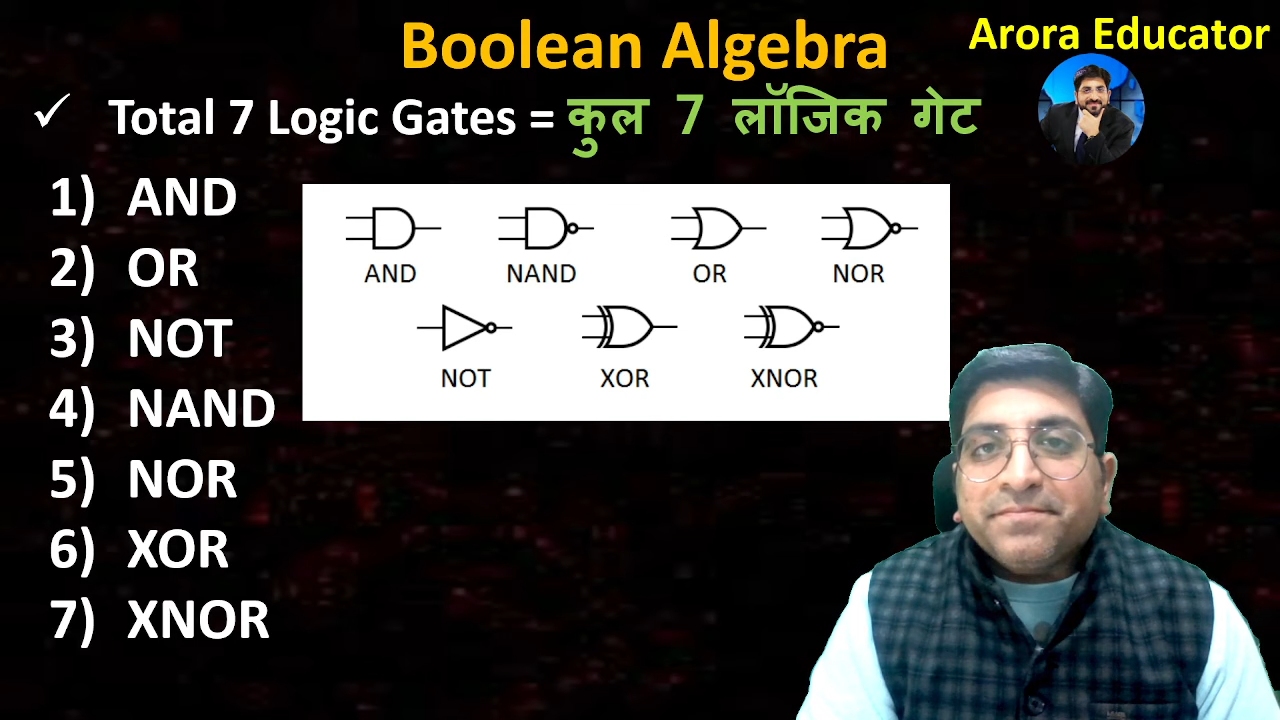 Boolean Algebra
Arora Educator
✓ Total 7 Logic Gates = कुल 7 लॉजिक गेट
1) AND
2) OR
3) NOT
4) NAND
5) NOR
6) XOR
7) XNOR
AND NAND OR NOR
NOT XOR XNOR